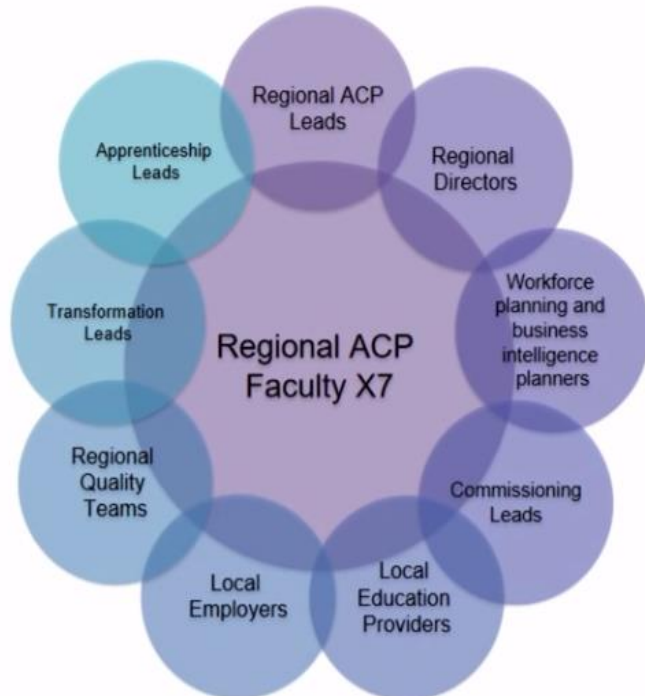 Regional ACP
Leads
Regional
Directors
Workforce
planning and
business
intelligence
planners
Commissioning
Leads
Local
Education
Providers
Local
Employers
Regional
Quality
Teams
Transformation
Leads
Apprenticeship
Leads
Regional ACP
Faculty X7